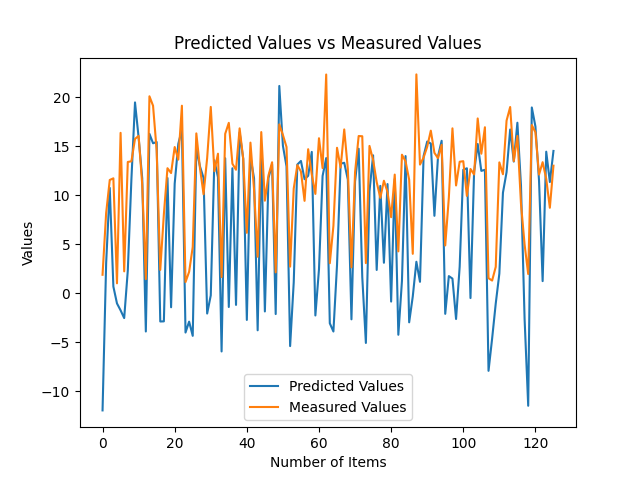 Predicted Values vs Measured Values
20
15
10
5
0
−5
−10
Values
Predicted Values
Measured Values
0 20 40 60 80 100 120
Number of Items